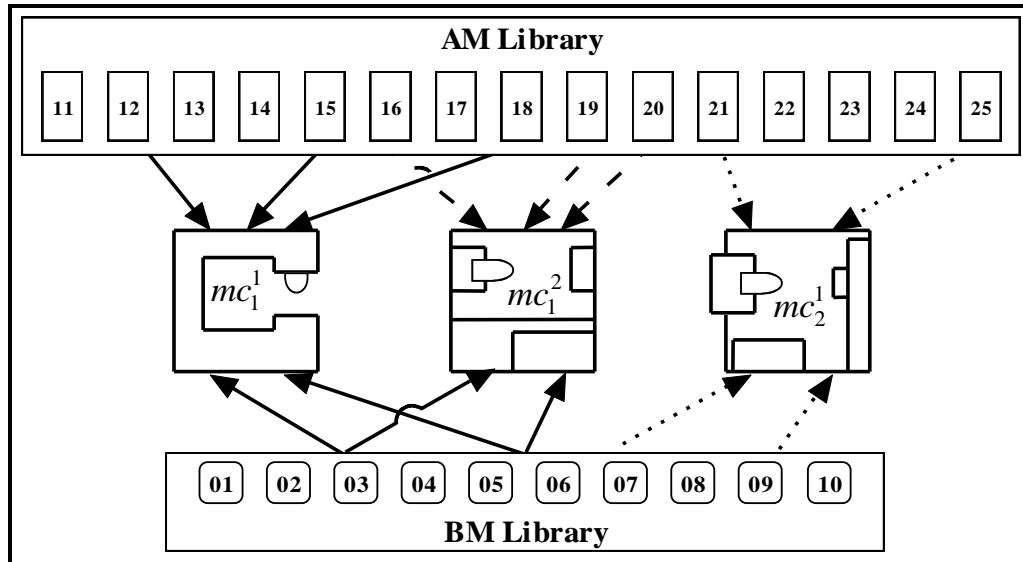 AM Library
11 12 13 14 15 16 17 18 19 20 21 22 23 24 25
mc₁¹ mc₁² mc₂¹
01 02 03 04 05 06 07 08 09 10
BM Library